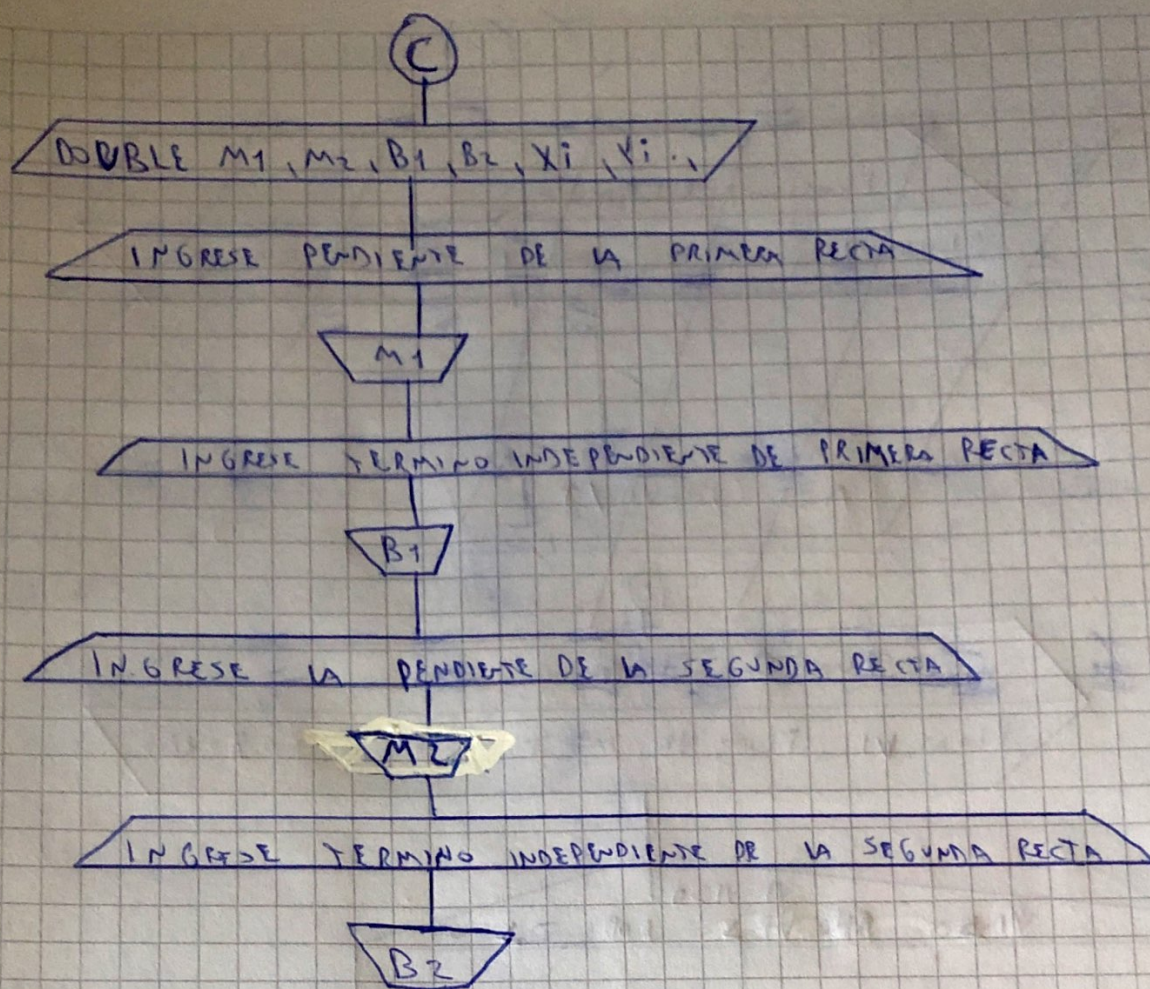 C
DOUBLE M1, M2, B1, B2, Xi, Yi.,
INGRESE PENDIENTE DE LA PRIMERA RECTA
M1
INGRESE TERMINO INDEPENDIENTE DE PRIMERA RECTA
B1
INGRESE LA PENDIENTE DE LA SEGUNDA RECTA
M2
INGRESE TERMINO INDEPENDIENTE DE LA SEGUNDA RECTA
B2